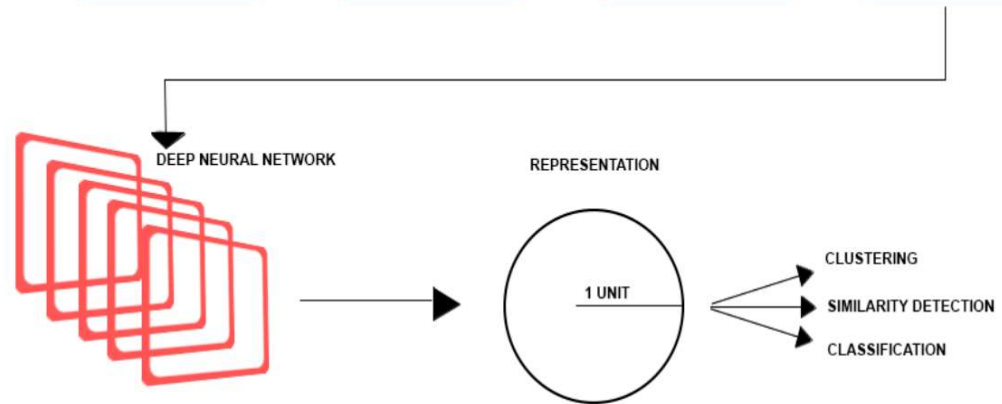 DEEP NEURAL NETWORK
REPRESENTATION
1 UNIT
CLUSTERING
SIMILARITY DETECTION
CLASSIFICATION